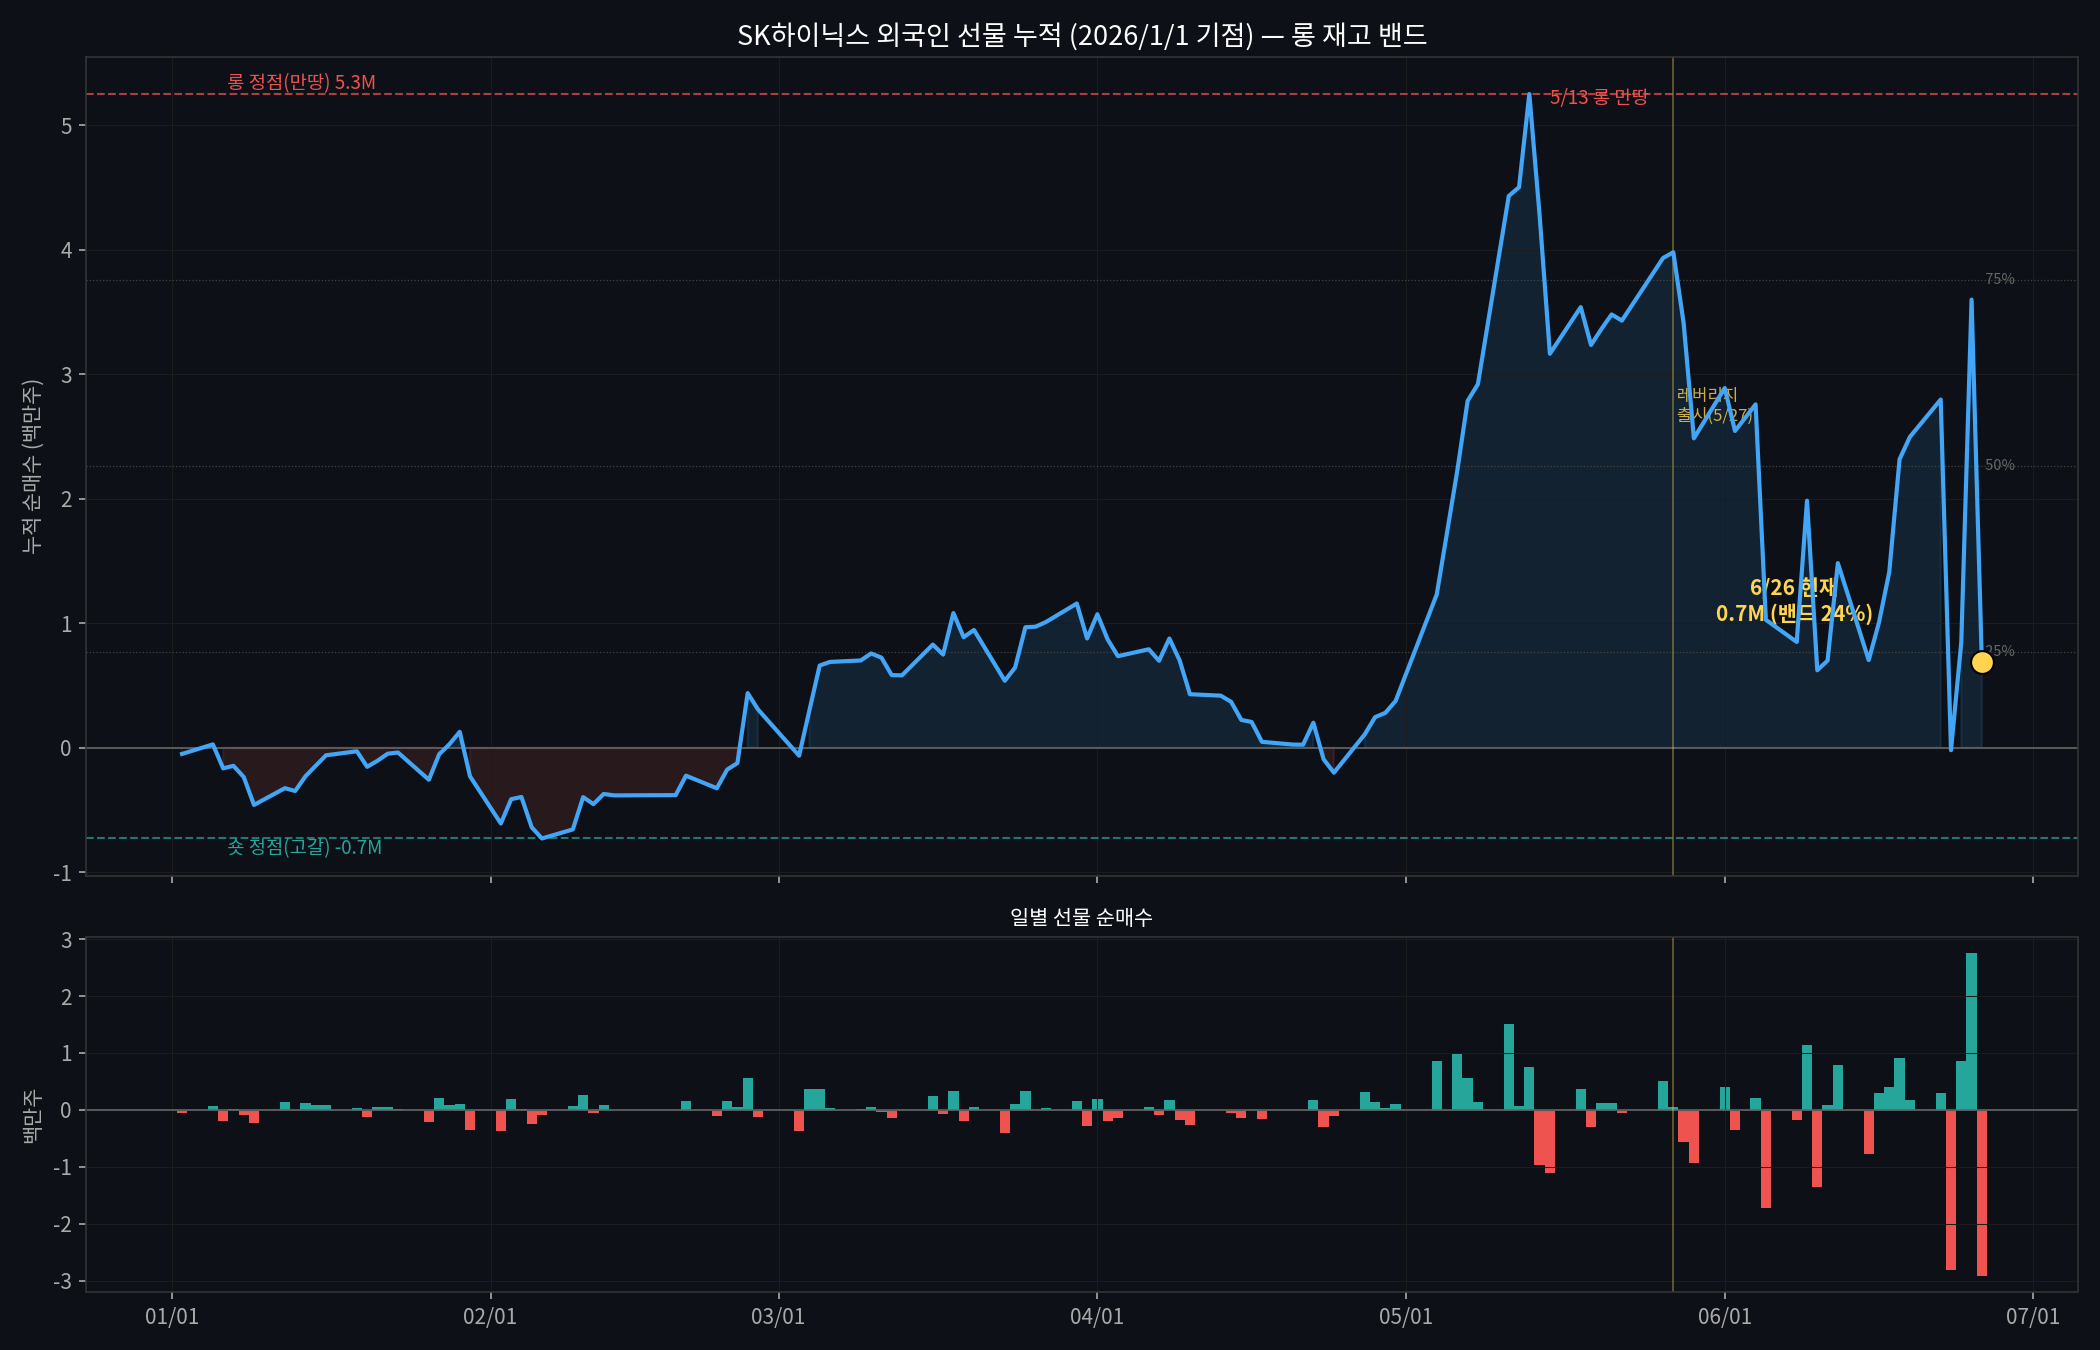 SK하이닉스 외국인 선물 누적 (2026/1/1 기점) — 롱 재고 밴드
롱 정점(만땅) 5.3M
5/13 롱 만땅
5
4
75%
3
레버리지
출시(5/27)
50%
2
6/26 현재
0.7M (밴드 24%)
1
25%
0
숏 정점(고갈) -0.7M
-1
누적 순매수 (백만주)
일별 선물 순매수
3
2
1
0
-1
-2
-3
백만주
01/01
02/01
03/01
04/01
05/01
06/01
07/01